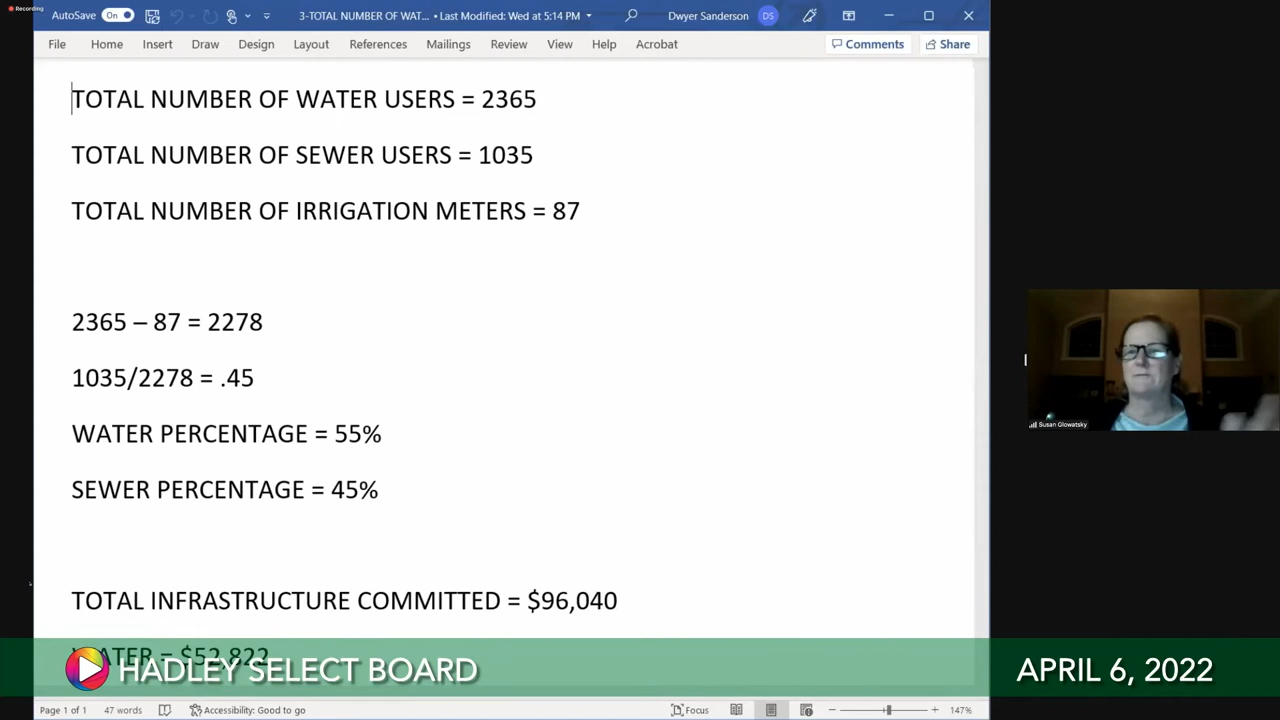 Recording
AutoSave On 3-TOTAL NUMBER OF WAT... • Last Modified: Wed at 5:14 PM Dwyer Sanderson DS
File Home Insert Draw Design Layout References Mailings Review View Help Acrobat Comments Share
TOTAL NUMBER OF WATER USERS = 2365
TOTAL NUMBER OF SEWER USERS = 1035
TOTAL NUMBER OF IRRIGATION METERS = 87
2365 – 87 = 2278
1035/2278 = .45
WATER PERCENTAGE = 55%
SEWER PERCENTAGE = 45%
Susan Glowatsky
TOTAL INFRASTRUCTURE COMMITTED = $96,040
WATER = $52,822
HADLEY SELECT BOARD
APRIL 6, 2022
Page 1 of 1 47 words Accessibility: Good to go Focus 147%